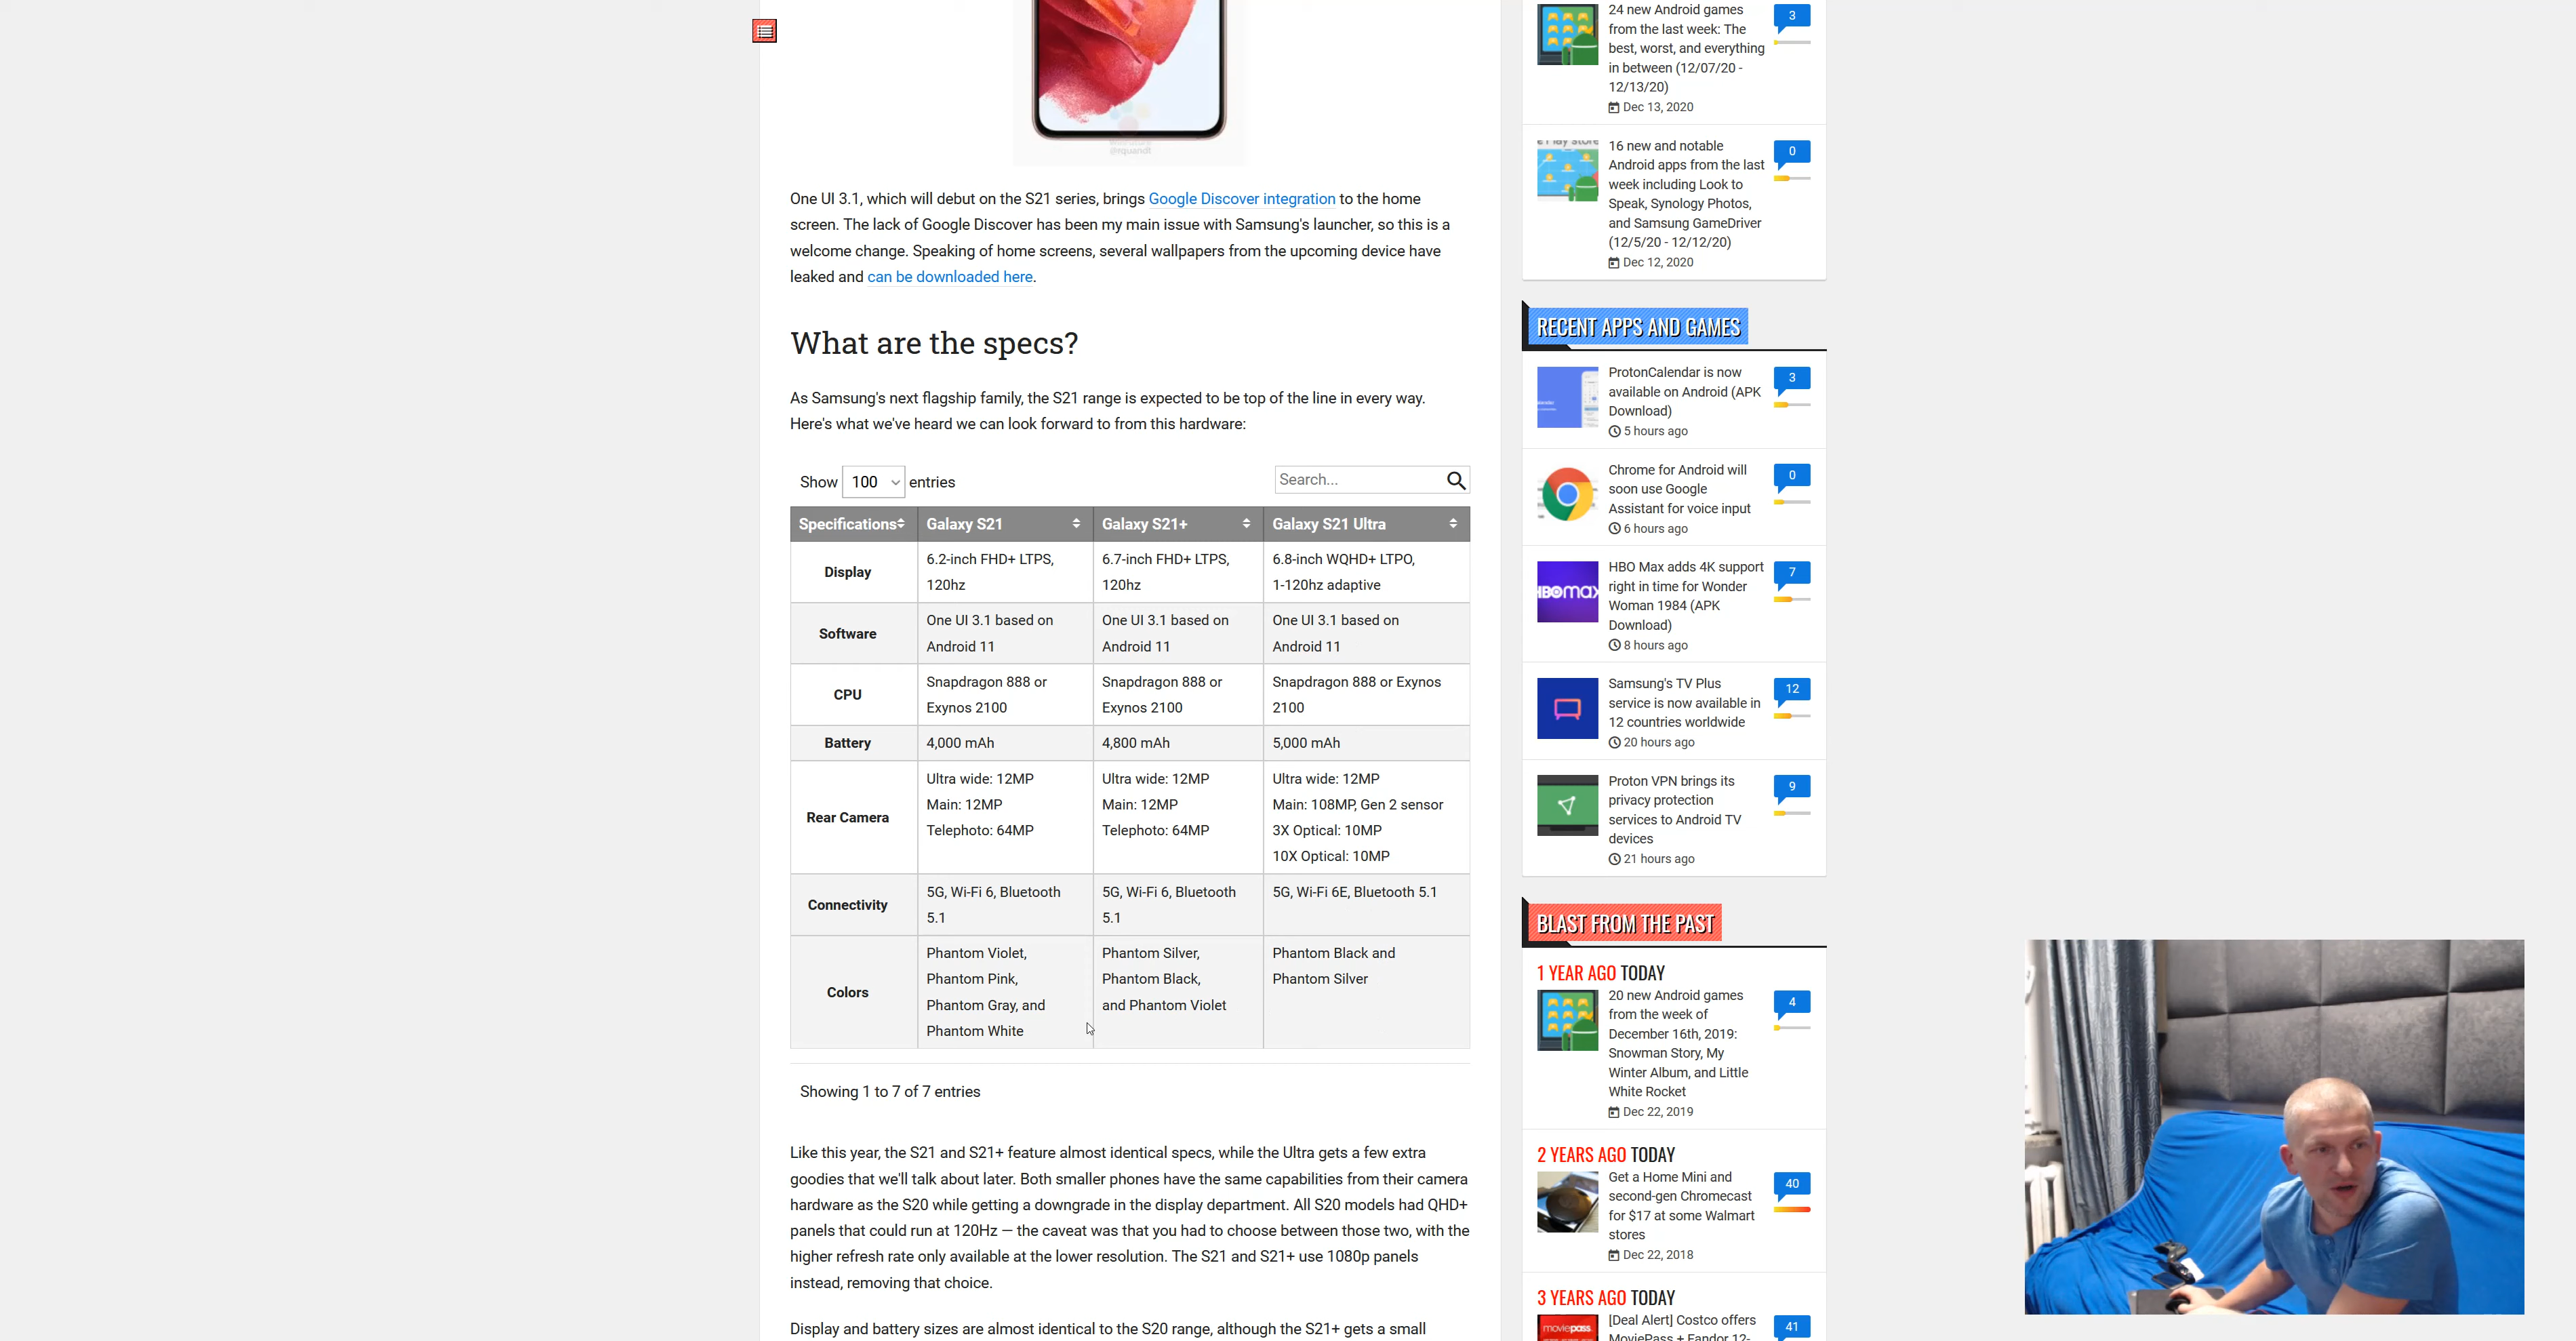 @rquandt
One UI 3.1, which will debut on the S21 series, brings Google Discover integration to the home
screen. The lack of Google Discover has been my main issue with Samsung's launcher, so this is a
welcome change. Speaking of home screens, several wallpapers from the upcoming device have
leaked and can be downloaded here.
What are the specs?
As Samsung's next flagship family, the S21 range is expected to be top of the line in every way.
Here's what we've heard we can look forward to from this hardware:
Show 100 entries
Search...
Specifications Galaxy S21 Galaxy S21+ Galaxy S21 Ultra
Display
6.2-inch FHD+ LTPS,
120hz
6.7-inch FHD+ LTPS,
120hz
6.8-inch WQHD+ LTPO,
1-120hz adaptive
Software
One UI 3.1 based on
Android 11
One UI 3.1 based on
Android 11
One UI 3.1 based on
Android 11
CPU
Snapdragon 888 or
Exynos 2100
Snapdragon 888 or
Exynos 2100
Snapdragon 888 or Exynos
2100
Battery 4,000 mAh 4,800 mAh 5,000 mAh
Rear Camera
Ultra wide: 12MP
Main: 12MP
Telephoto: 64MP
Ultra wide: 12MP
Main: 12MP
Telephoto: 64MP
Ultra wide: 12MP
Main: 108MP, Gen 2 sensor
3X Optical: 10MP
10X Optical: 10MP
Connectivity
5G, Wi-Fi 6, Bluetooth
5.1
5G, Wi-Fi 6, Bluetooth
5.1
5G, Wi-Fi 6E, Bluetooth 5.1
Colors
Phantom Violet,
Phantom Pink,
Phantom Gray, and
Phantom White
Phantom Silver,
Phantom Black,
and Phantom Violet
Phantom Black and
Phantom Silver
Showing 1 to 7 of 7 entries
Like this year, the S21 and S21+ feature almost identical specs, while the Ultra gets a few extra
goodies that we'll talk about later. Both smaller phones have the same capabilities from their camera
hardware as the S20 while getting a downgrade in the display department. All S20 models had QHD+
panels that could run at 120Hz — the caveat was that you had to choose between those two, with the
higher refresh rate only available at the lower resolution. The S21 and S21+ use 1080p panels
instead, removing that choice.
Display and battery sizes are almost identical to the S20 range, although the S21+ gets a small
24 new Android games
from the last week: The
best, worst, and everything
in between (12/07/20 -
12/13/20)
Dec 13, 2020
3
16 new and notable
Android apps from the last
week including Look to
Speak, Synology Photos,
and Samsung GameDriver
(12/5/20 - 12/12/20)
Dec 12, 2020
0
RECENT APPS AND GAMES
ProtonCalendar is now
available on Android (APK
Download)
5 hours ago
3
Chrome for Android will
soon use Google
Assistant for voice input
6 hours ago
0
HBOmax
HBO Max adds 4K support
right in time for Wonder
Woman 1984 (APK
Download)
8 hours ago
7
Samsung's TV Plus
service is now available in
12 countries worldwide
20 hours ago
12
Proton VPN brings its
privacy protection
services to Android TV
devices
21 hours ago
9
BLAST FROM THE PAST
1 YEAR AGO TODAY
20 new Android games
from the week of
December 16th, 2019:
Snowman Story, My
Winter Album, and Little
White Rocket
Dec 22, 2019
4
2 YEARS AGO TODAY
Get a Home Mini and
second-gen Chromecast
for $17 at some Walmart
stores
Dec 22, 2018
40
3 YEARS AGO TODAY
moviepass
[Deal Alert] Costco offers
MoviePass + Fandor 12-
41